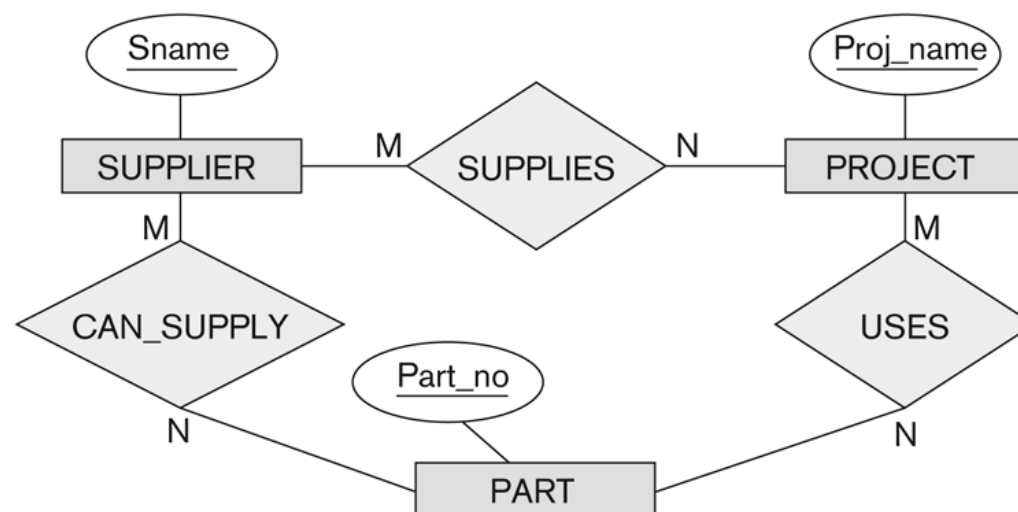 Sname
Proj_name
M
N
SUPPLIER
SUPPLIES
PROJECT
M
M
CAN_SUPPLY
USES
Part_no
N
N
PART